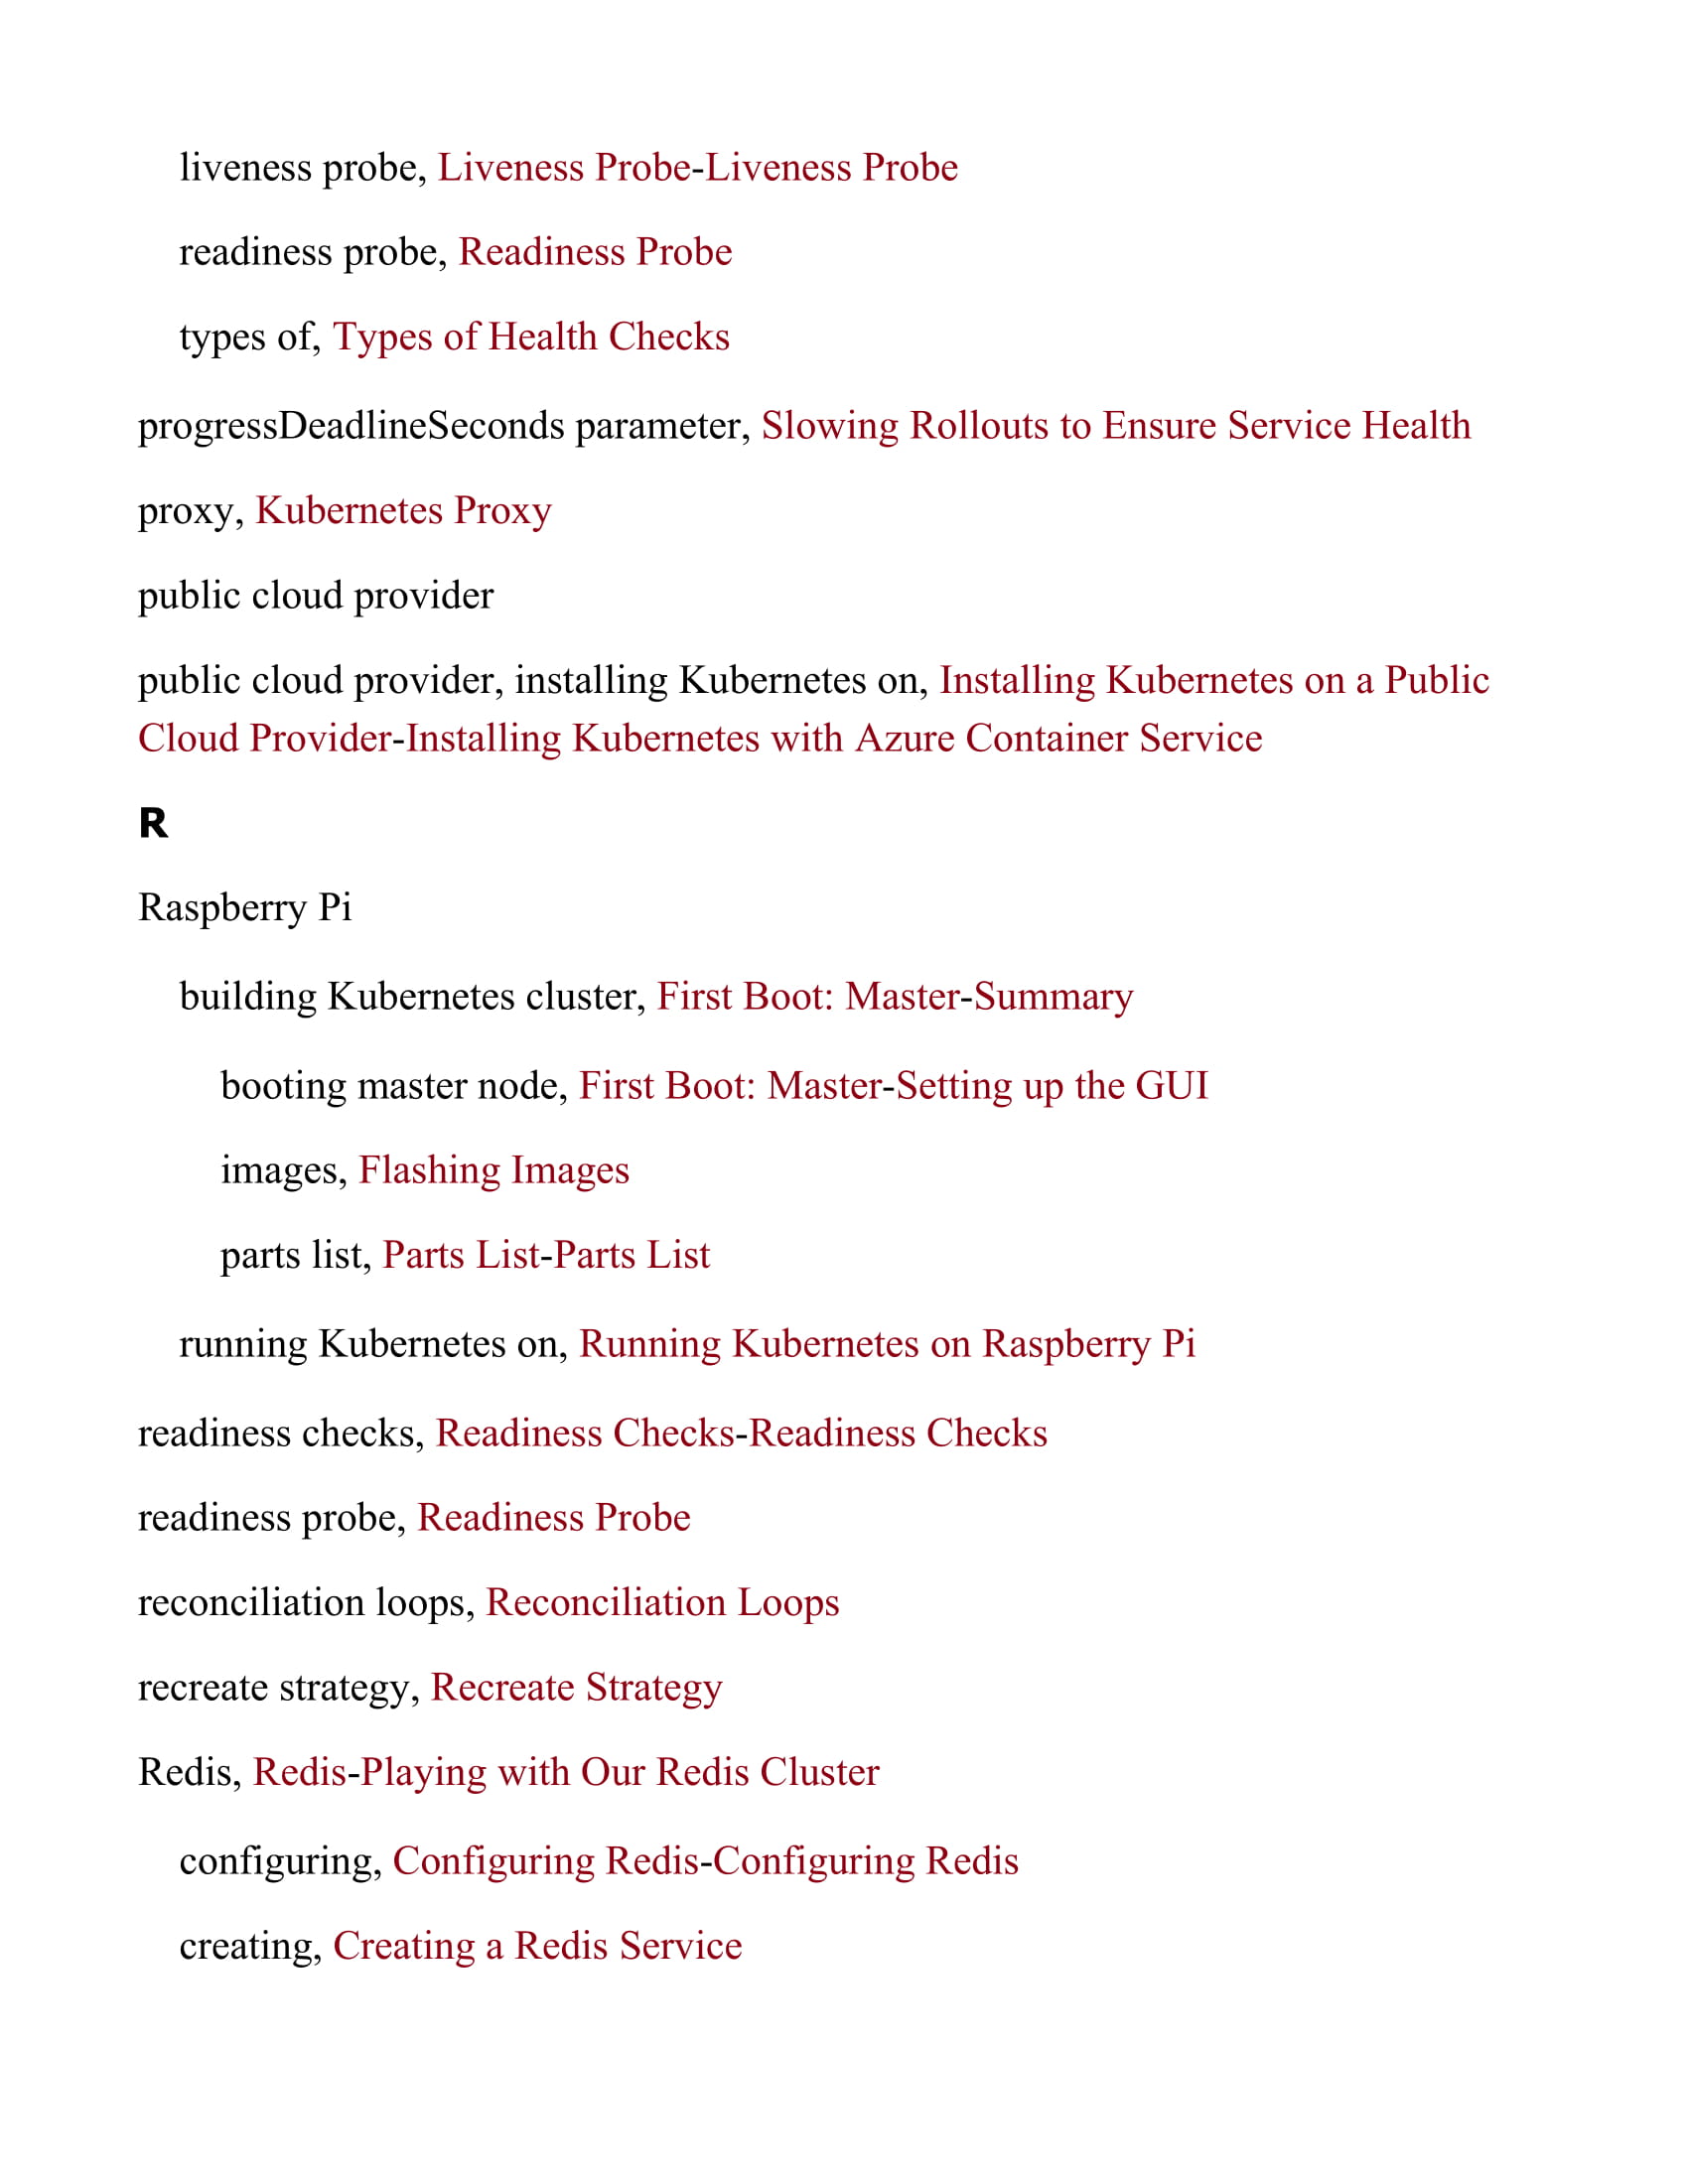 liveness probe, Liveness Probe-Liveness Probe
readiness probe, Readiness Probe
types of, Types of Health Checks
progressDeadlineSeconds parameter, Slowing Rollouts to Ensure Service Health
proxy, Kubernetes Proxy
public cloud provider
public cloud provider, installing Kubernetes on, Installing Kubernetes on a Public
Cloud Provider-Installing Kubernetes with Azure Container Service
R
Raspberry Pi
building Kubernetes cluster, First Boot: Master-Summary
booting master node, First Boot: Master-Setting up the GUI
images, Flashing Images
parts list, Parts List-Parts List
running Kubernetes on, Running Kubernetes on Raspberry Pi
readiness checks, Readiness Checks-Readiness Checks
readiness probe, Readiness Probe
reconciliation loops, Reconciliation Loops
recreate strategy, Recreate Strategy
Redis, Redis-Playing with Our Redis Cluster
configuring, Configuring Redis-Configuring Redis
creating, Creating a Redis Service